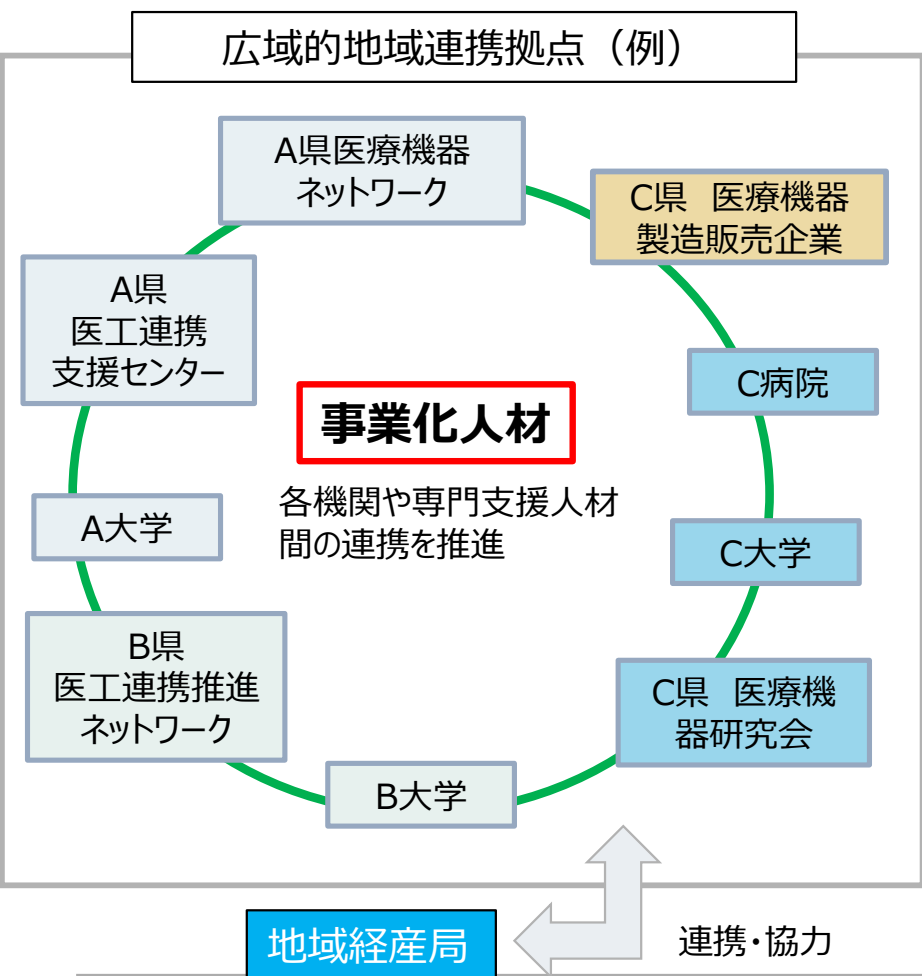 広域的地域連携拠点（例）
A県医療機器
ネットワーク
C県　医療機器
製造販売企業
A県
医工連携
支援センター
C病院
事業化人材
各機関や専門支援人材
間の連携を推進
A大学
C大学
B県
医工連携推進
ネットワーク
C県　医療機
器研究会
B大学
地域経産局
連携・協力